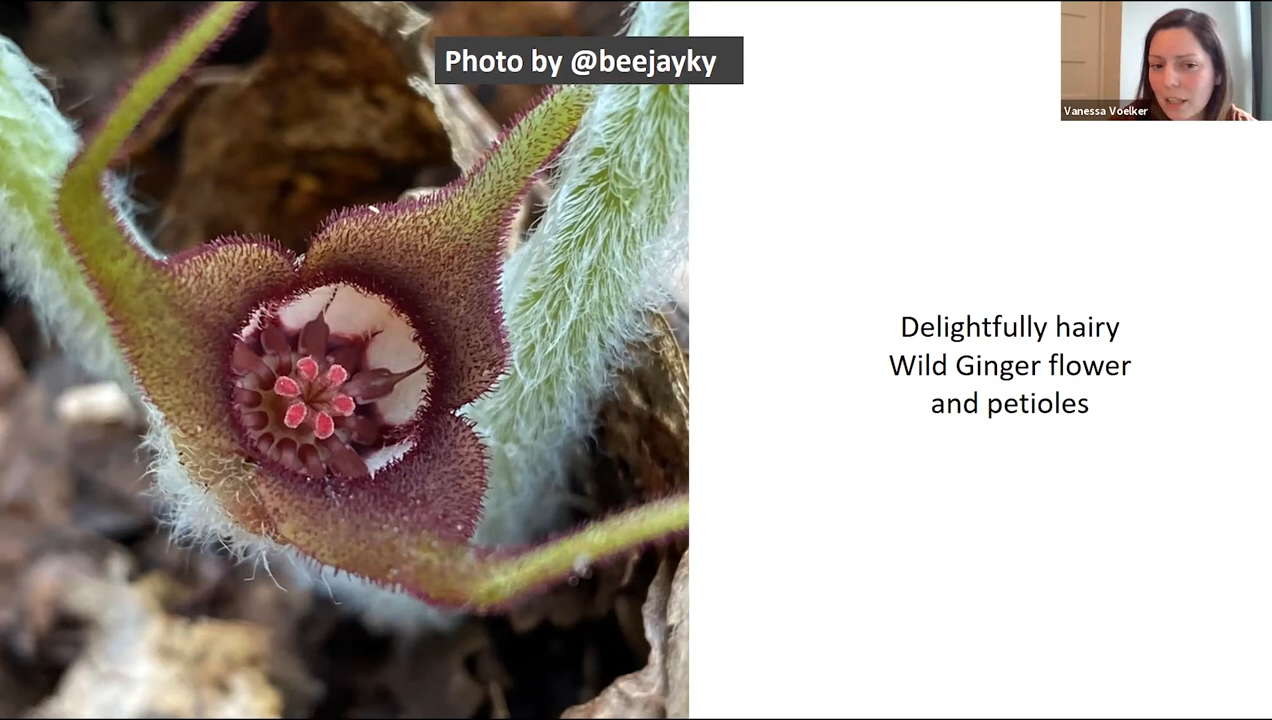 Photo by @beejayky
Vanessa Voelker
Delightfully hairy
Wild Ginger flower
and petioles